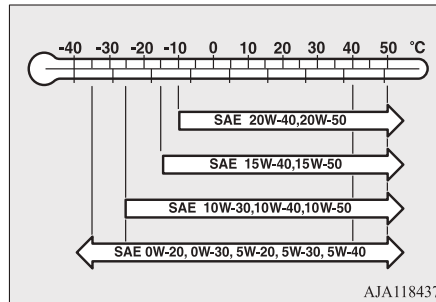 -40 -30 -20 -10 0 10 20 30 40 50 °C
SAE 20W-40,20W-50
SAE 15W-40,15W-50
SAE 10W-30,10W-40,10W-50
SAE 0W-20, 0W-30, 5W-20, 5W-30, 5W-40
AJA118437